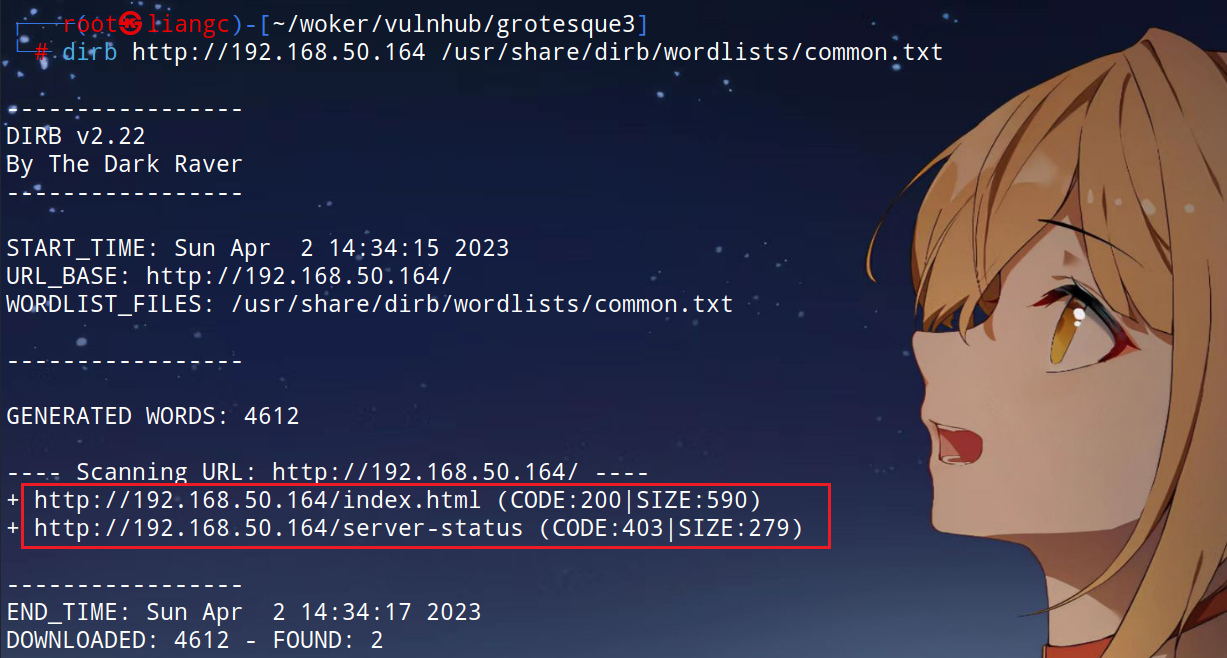 root㉿liangc)-[~/woker/vulnhub/grotesque3]
# dirb http://192.168.50.164 /usr/share/dirb/wordlists/common.txt
-----------------
DIRB v2.22
By The Dark Raver
-----------------
START_TIME: Sun Apr  2 14:34:15 2023
URL_BASE: http://192.168.50.164/
WORDLIST_FILES: /usr/share/dirb/wordlists/common.txt
-----------------
GENERATED WORDS: 4612
---- Scanning URL: http://192.168.50.164/ ----
+ http://192.168.50.164/index.html (CODE:200|SIZE:590)
+ http://192.168.50.164/server-status (CODE:403|SIZE:279)
-----------------
END_TIME: Sun Apr  2 14:34:17 2023
DOWNLOADED: 4612 - FOUND: 2